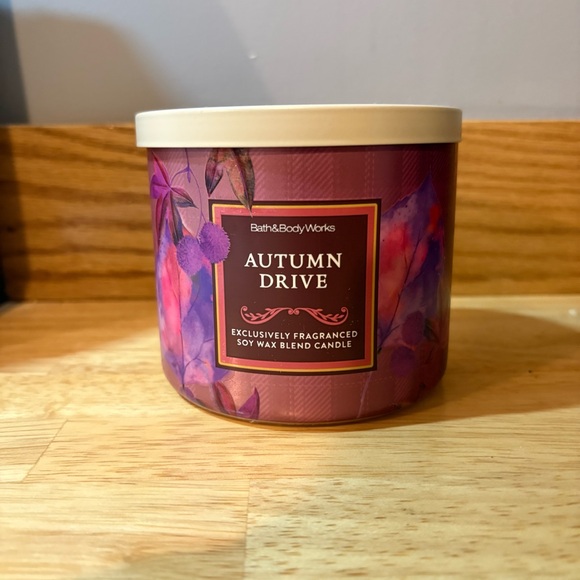 Bath&BodyWorks
AUTUMN
DRIVE
EXCLUSIVELY FRAGRANCED
SOY WAX BLEND CANDLE